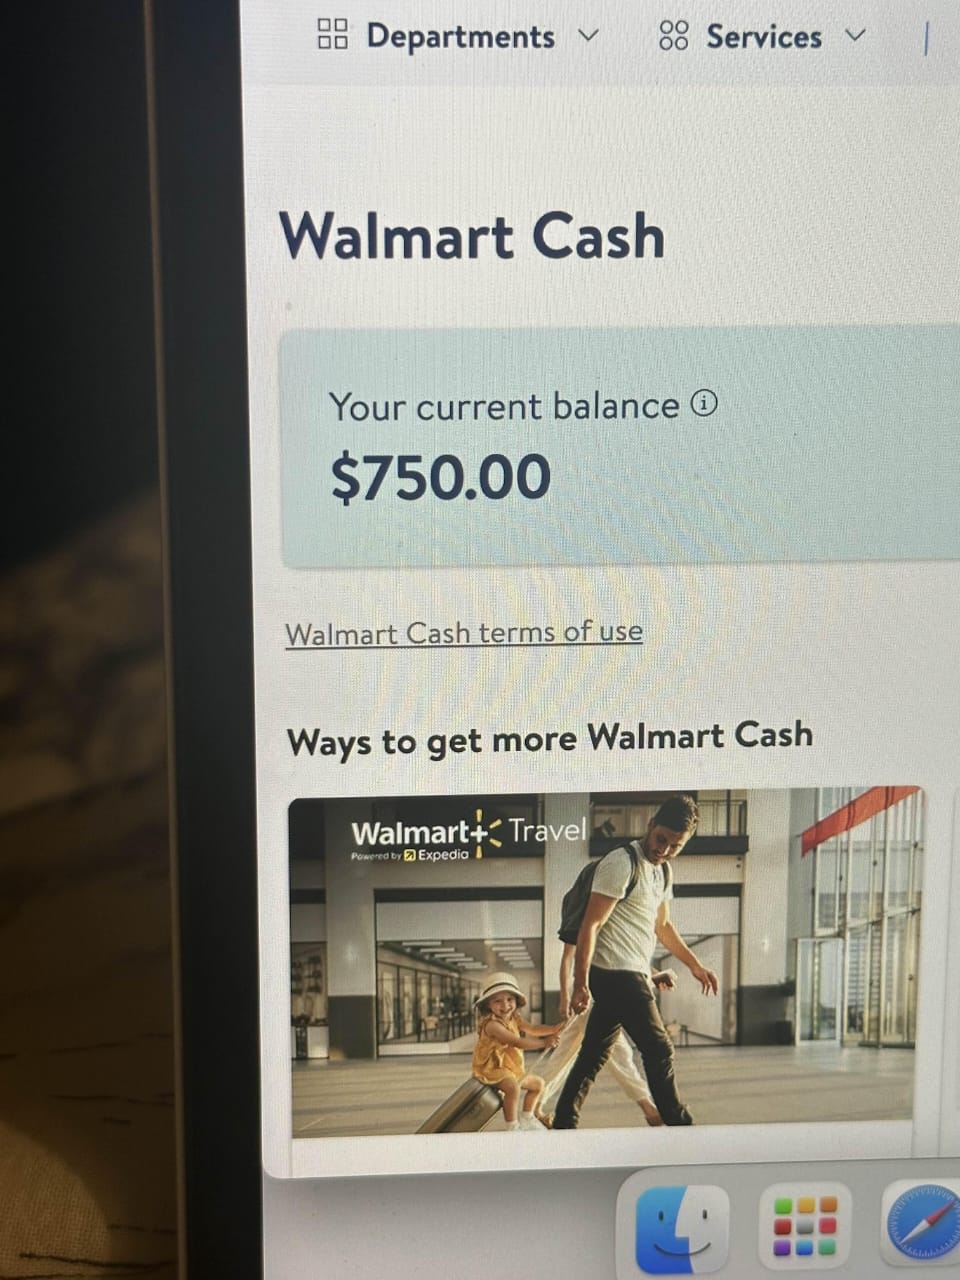 Departments
Services
Walmart Cash
Your current balance
$750.00
Walmart Cash terms of use
Ways to get more Walmart Cash
Walmart+ Travel
Powered by Expedia